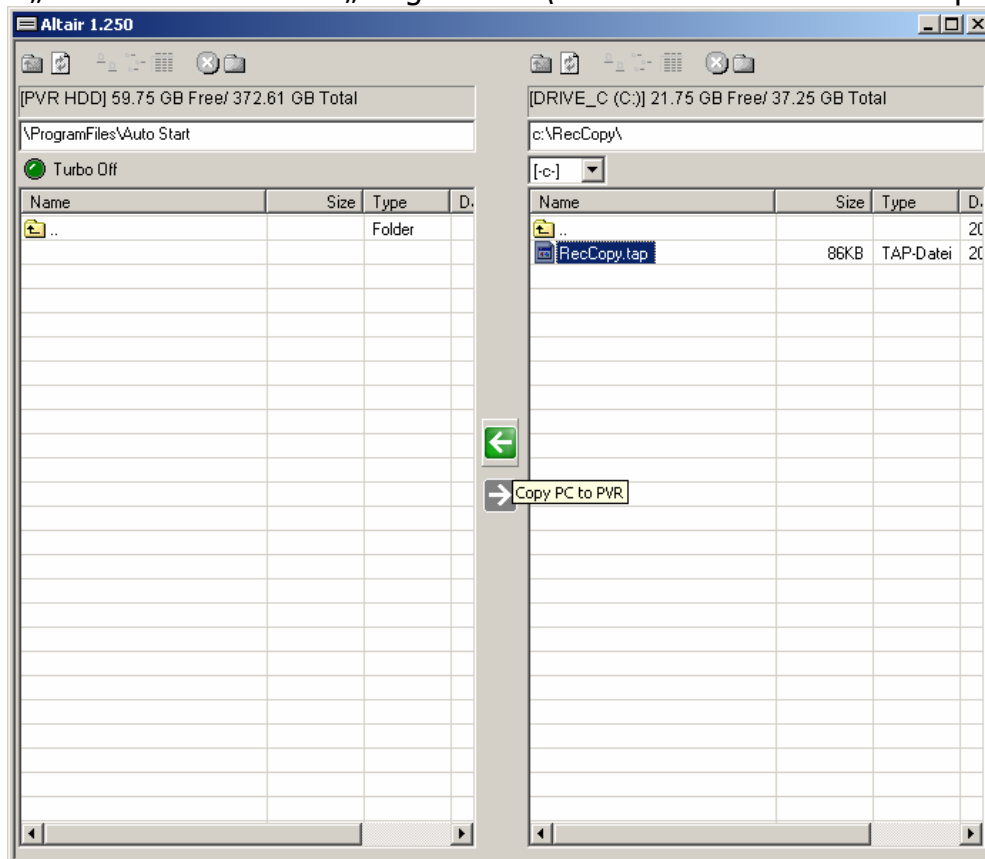 Altair 1.250
[PVR HDD] 59.75 GB Free/ 372.61 GB Total
\ProgramFiles\Auto Start
Turbo Off
Name Size Type D
.. Folder
[DRIVE_C (C:)] 21.75 GB Free/ 37.25 GB Total
c:\RecCopy\
[-c-]
Name Size Type D
.. 20
RecCopy.tap 86KB TAP-Datei 20
Copy PC to PVR